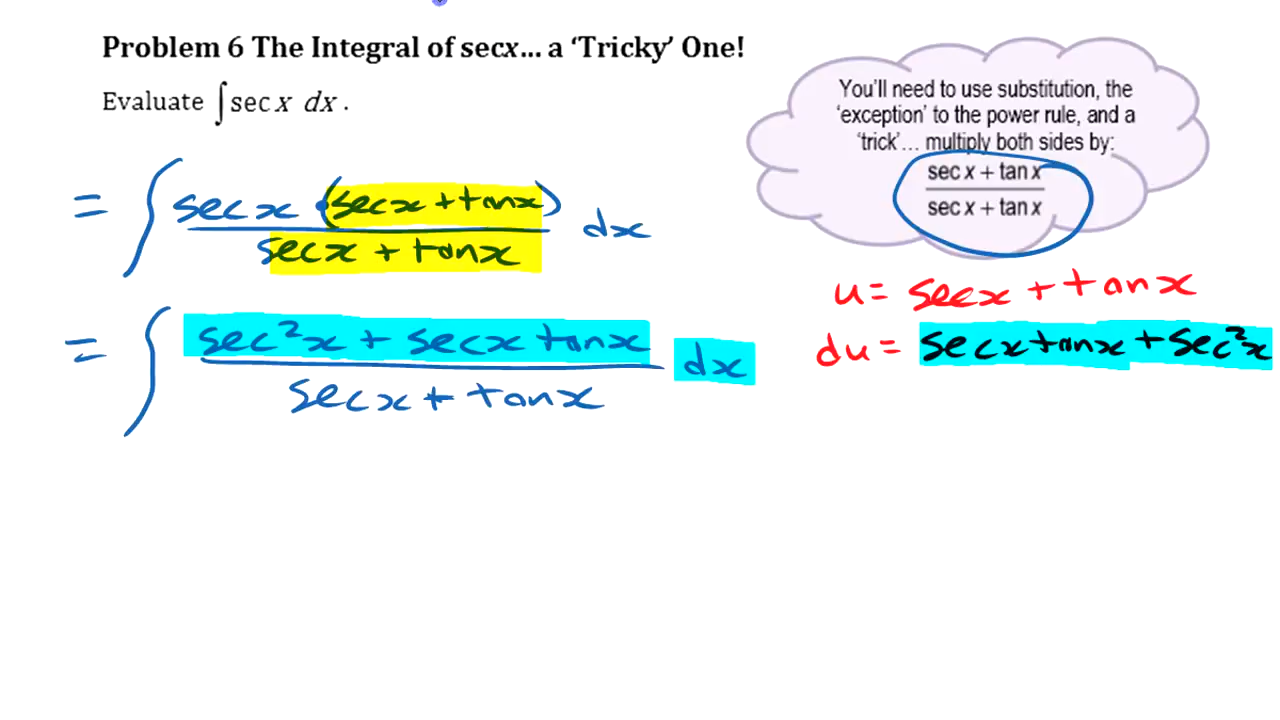 Problem 6 The Integral of secx... a ‘Tricky’ One!
Evaluate ∫ sec x dx .
You'll need to use substitution, the
‘exception’ to the power rule, and a
‘trick’... multiply both sides by:
sec x + tan x
sec x + tan x
= ∫ secx · (secx + tanx) dx
secx + tanx
u = secx + tanx
= ∫ sec²x + secx tanx dx
secx + tanx
du = secx tanx + sec²x